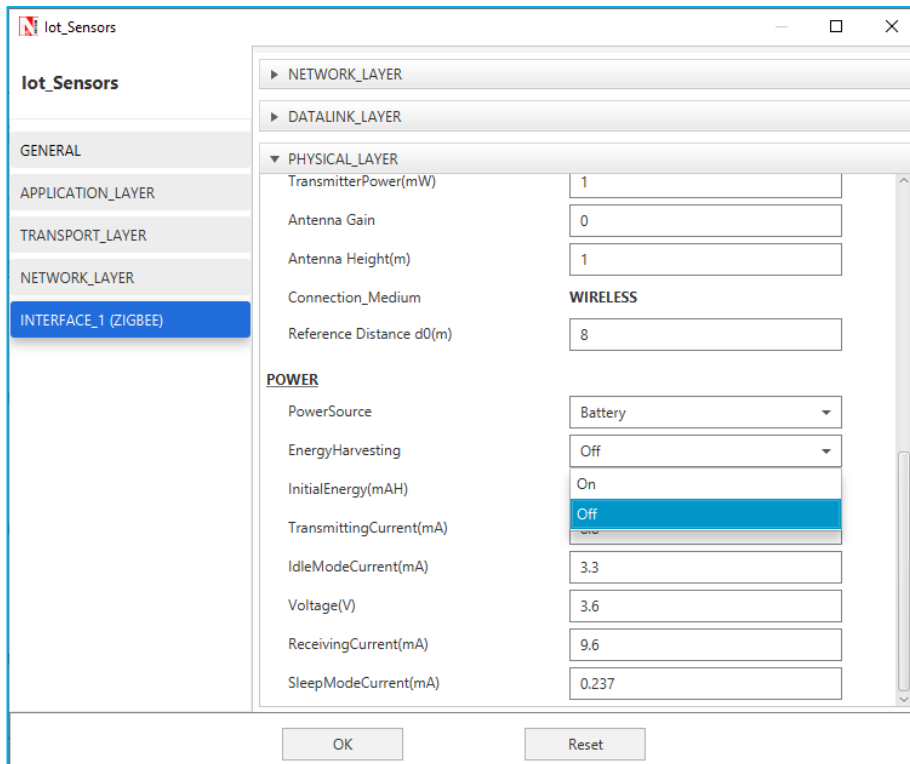 Iot_Sensors
Iot_Sensors
GENERAL
APPLICATION_LAYER
TRANSPORT_LAYER
NETWORK_LAYER
INTERFACE_1 (ZIGBEE)
NETWORK_LAYER
DATALINK_LAYER
PHYSICAL_LAYER
TransmitterPower(mW) 1
Antenna Gain 0
Antenna Height(m) 1
Connection_Medium WIRELESS
Reference Distance d0(m) 8
POWER
PowerSource Battery
EnergyHarvesting Off
On
InitialEnergy(mAH)
Off
TransmittingCurrent(mA)
IdleModeCurrent(mA) 3.3
Voltage(V) 3.6
ReceivingCurrent(mA) 9.6
SleepModeCurrent(mA) 0.237
OK Reset